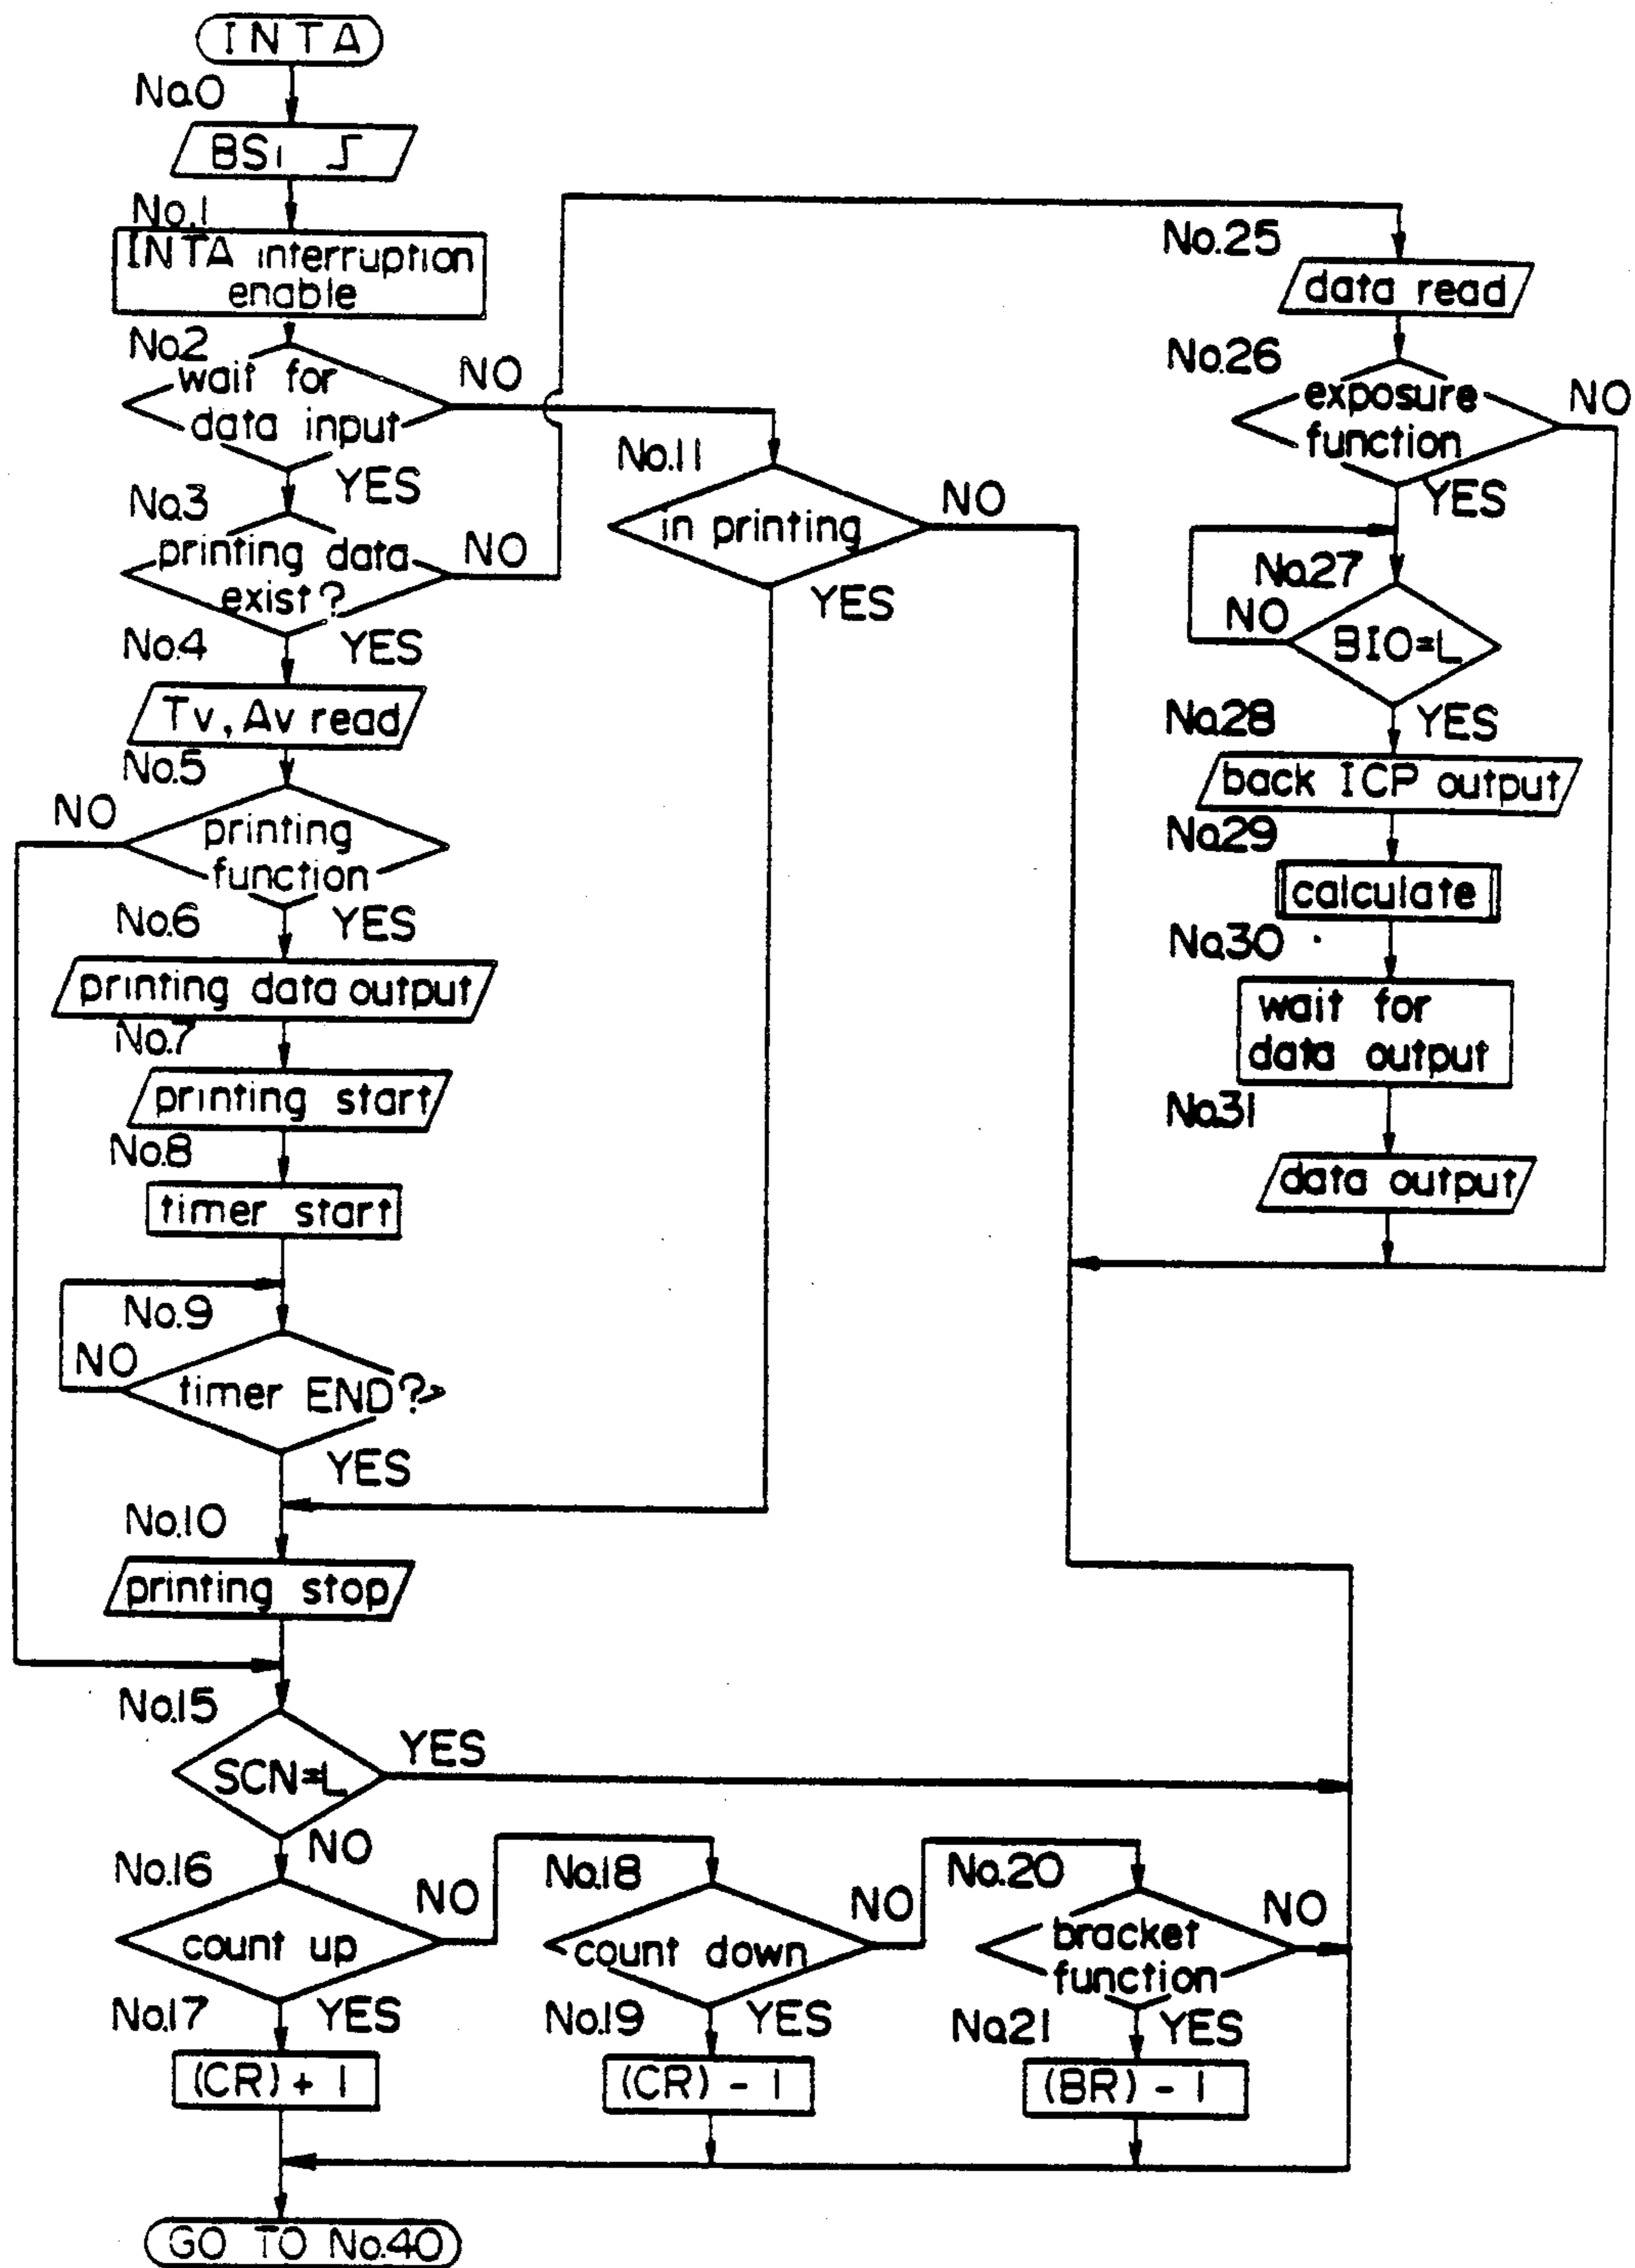 INTA
No.0
BSi
No.1
INTA interruption
enable
No.2
wait for
data input
NO
YES
No.3
printing data
exist?
NO
YES
No.4
Tv, Av read
No.5
NO
printing
function
YES
No.6
printing data output
No.7
printing start
No.8
timer start
No.9
NO
timer END?
YES
No.10
printing stop
No.11
in printing
NO
YES
No.15
SCN=L
YES
NO
No.16
count up
NO
YES
No.17
(CR)+1
No.18
count down
NO
YES
No.19
(CR)-1
No.20
bracket
function
NO
YES
No.21
(BR)-1
No.25
data read
No.26
exposure
function
NO
YES
No.27
NO
BIO=L
YES
No.28
back ICP output
No.29
calculate
No.30
wait for
data output
No.31
data output
GO TO No.40